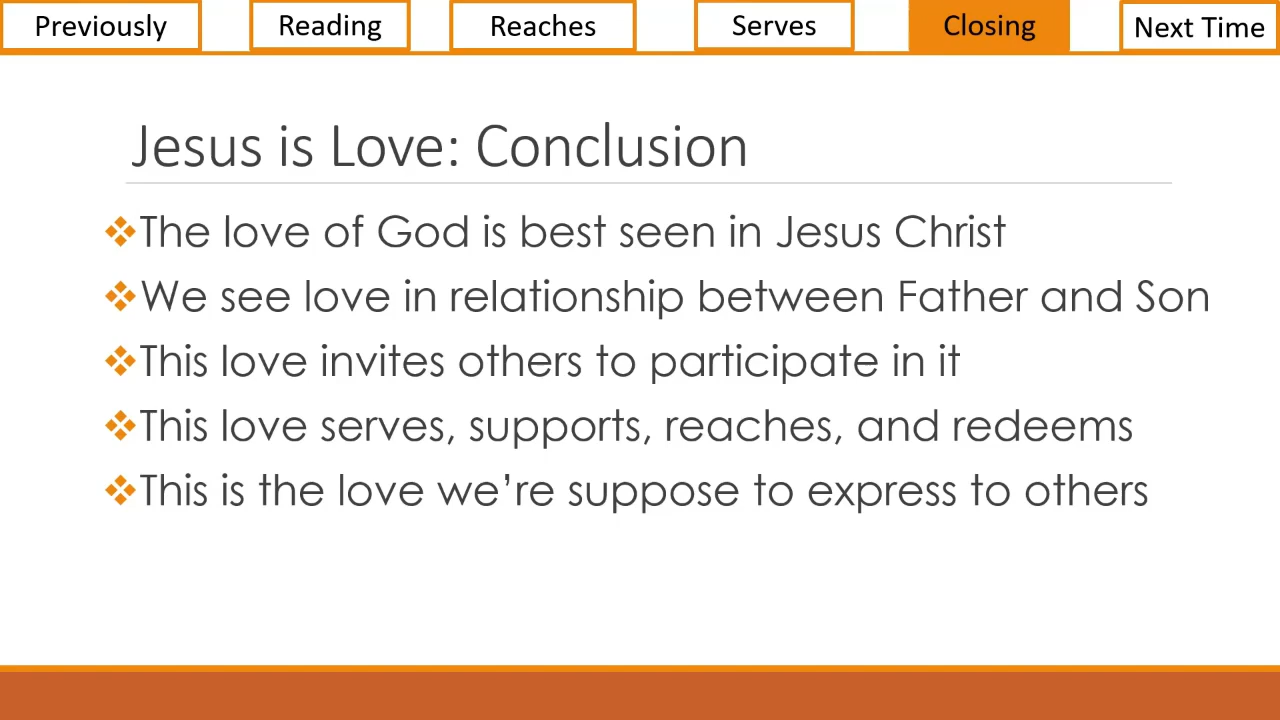 Previously Reading Reaches Serves Closing Next Time
Jesus is Love: Conclusion
❖The love of God is best seen in Jesus Christ
❖We see love in relationship between Father and Son
❖This love invites others to participate in it
❖This love serves, supports, reaches, and redeems
❖This is the love we’re suppose to express to others